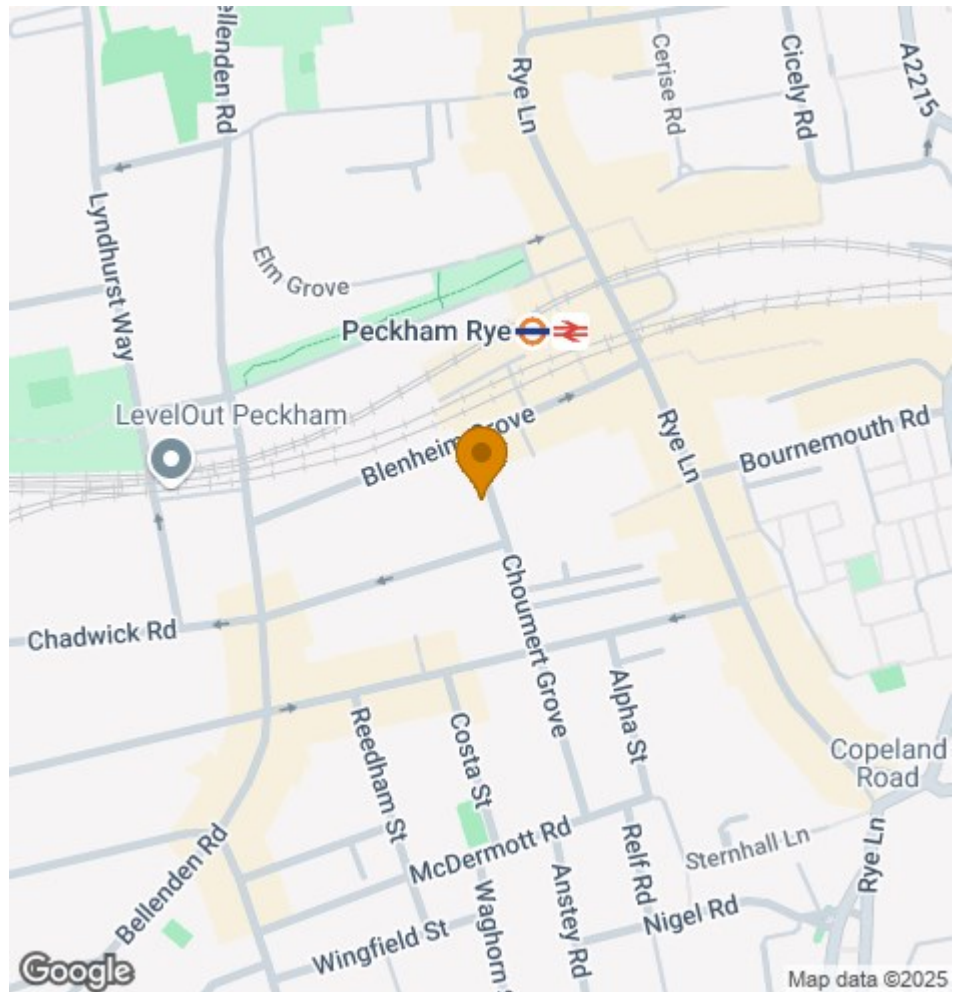 ellenden Rd
Rye Ln
Cerise Rd
Cicely Rd
A2215
Lyndhurst Way
Elm Grove
Peckham Rye
LevelOut Peckham
Blenheim Grove
Rye Ln
Bournemouth Rd
Chadwick Rd
Choumert Grove
Alpha St
Reedham St
Costa St
Copeland
Road
Bellenden Rd
McDermott Rd
Relf Rd
Sternhall Ln
Rye Ln
Wingfield St
Waghorn S
Anstey Rd
Nigel Rd
Google
Map data ©2025